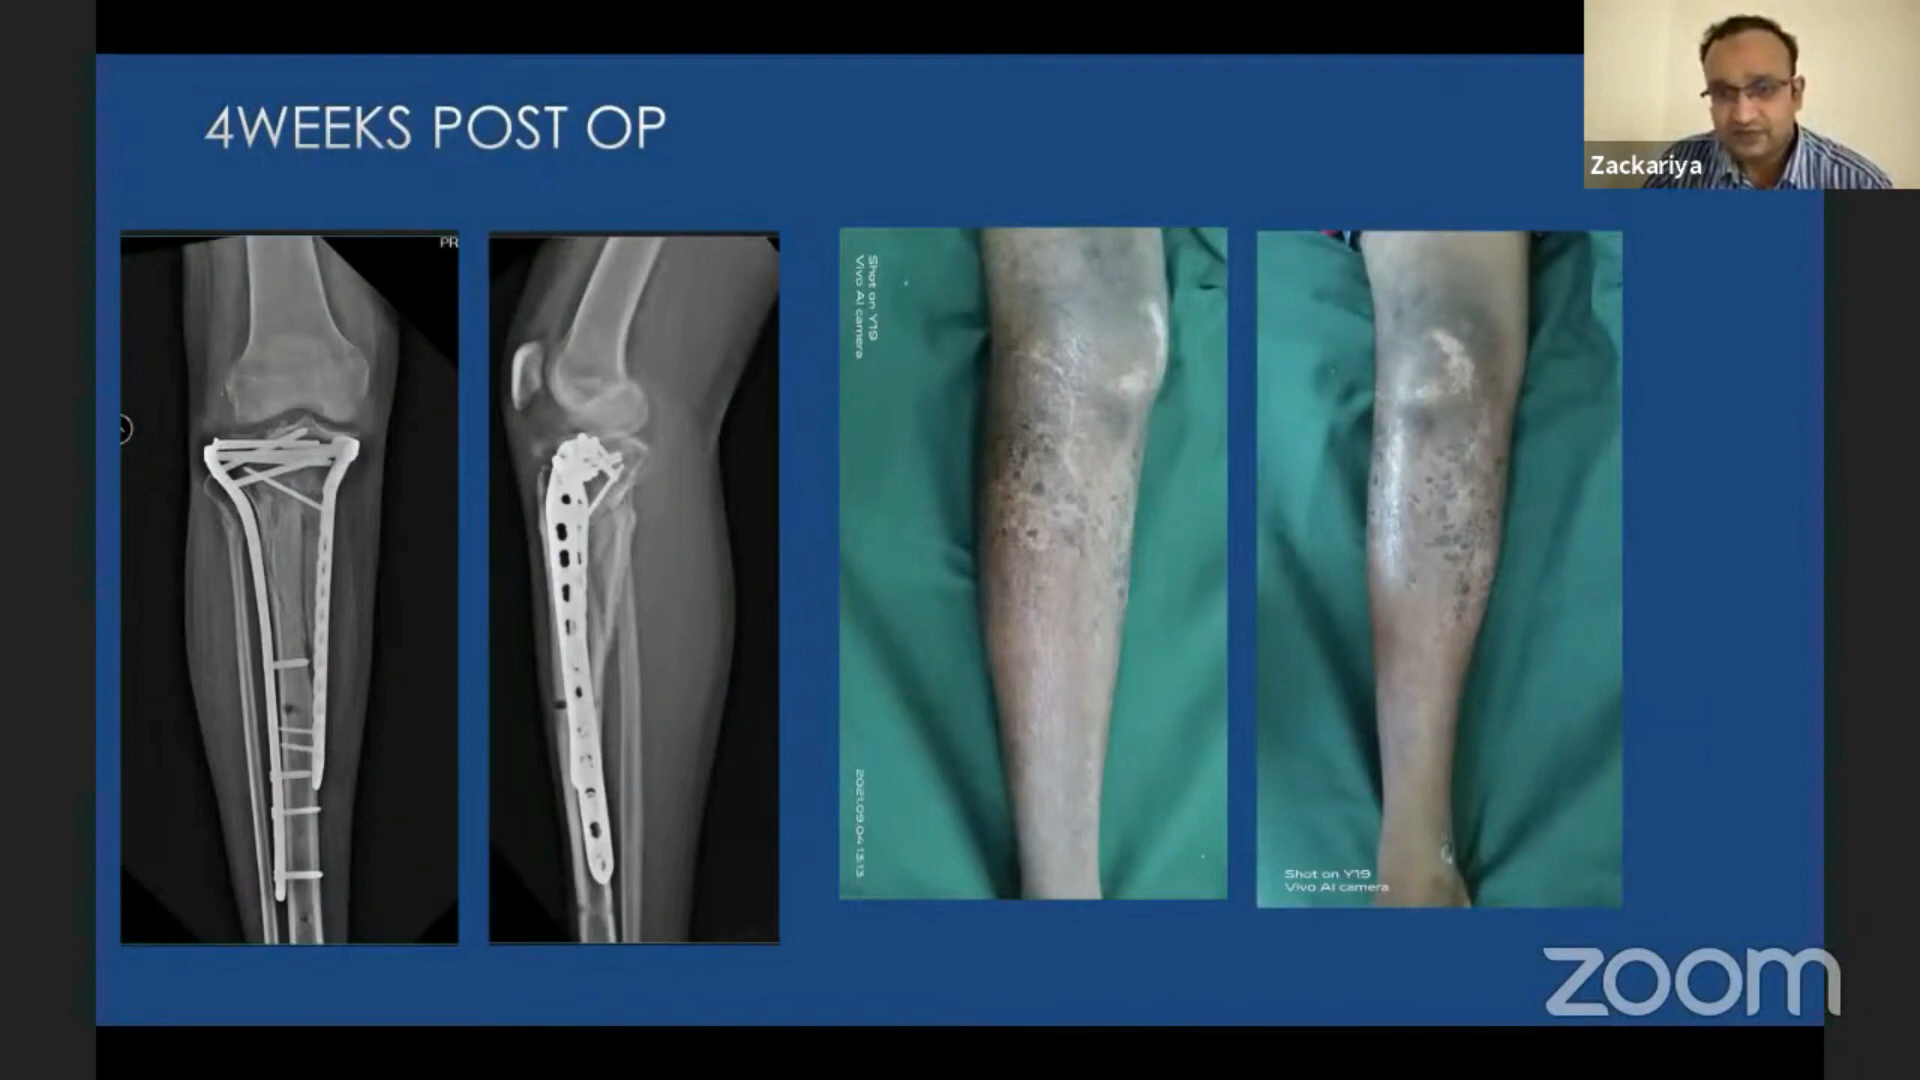 4WEEKS POST OP
Zackariya
PR
Shot on Y19
Vivo AI camera
2021.09.04 13:13
Shot on Y19
Vivo AI camera
zoom